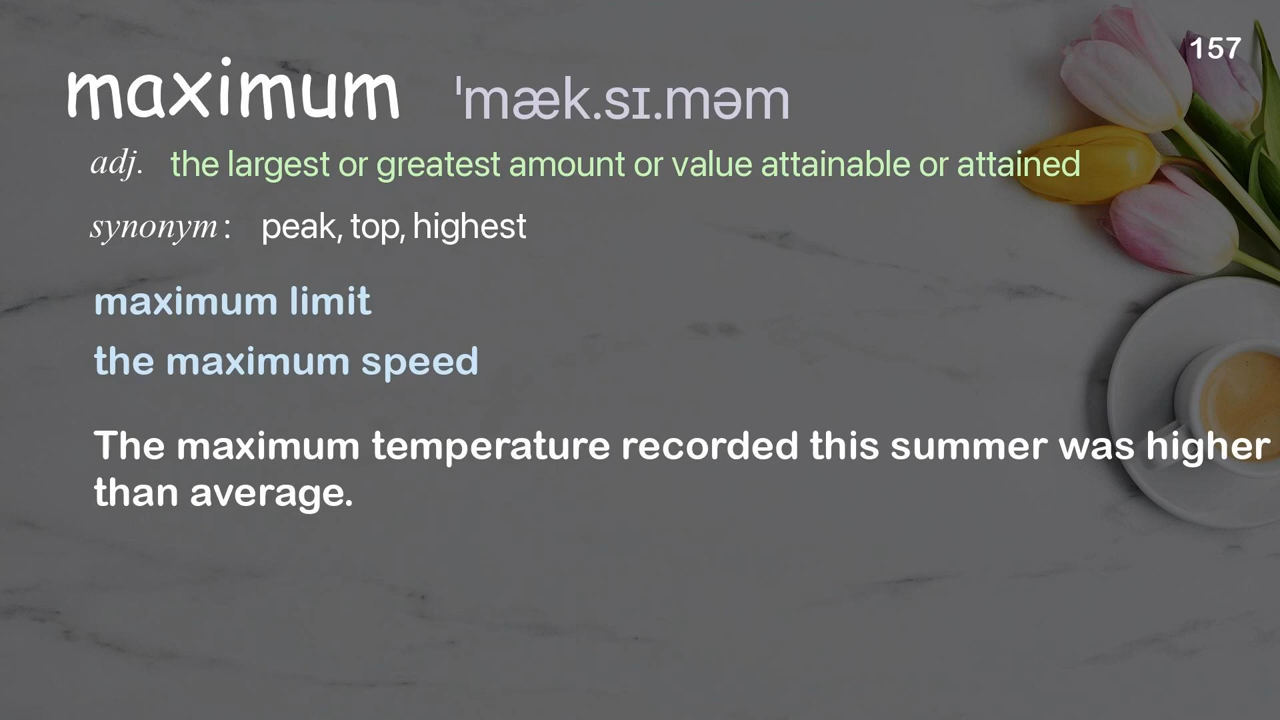 157
maximum ˈmæk.sɪ.məm
adj. the largest or greatest amount or value attainable or attained
synonym: peak, top, highest
maximum limit
the maximum speed
The maximum temperature recorded this summer was higher
than average.